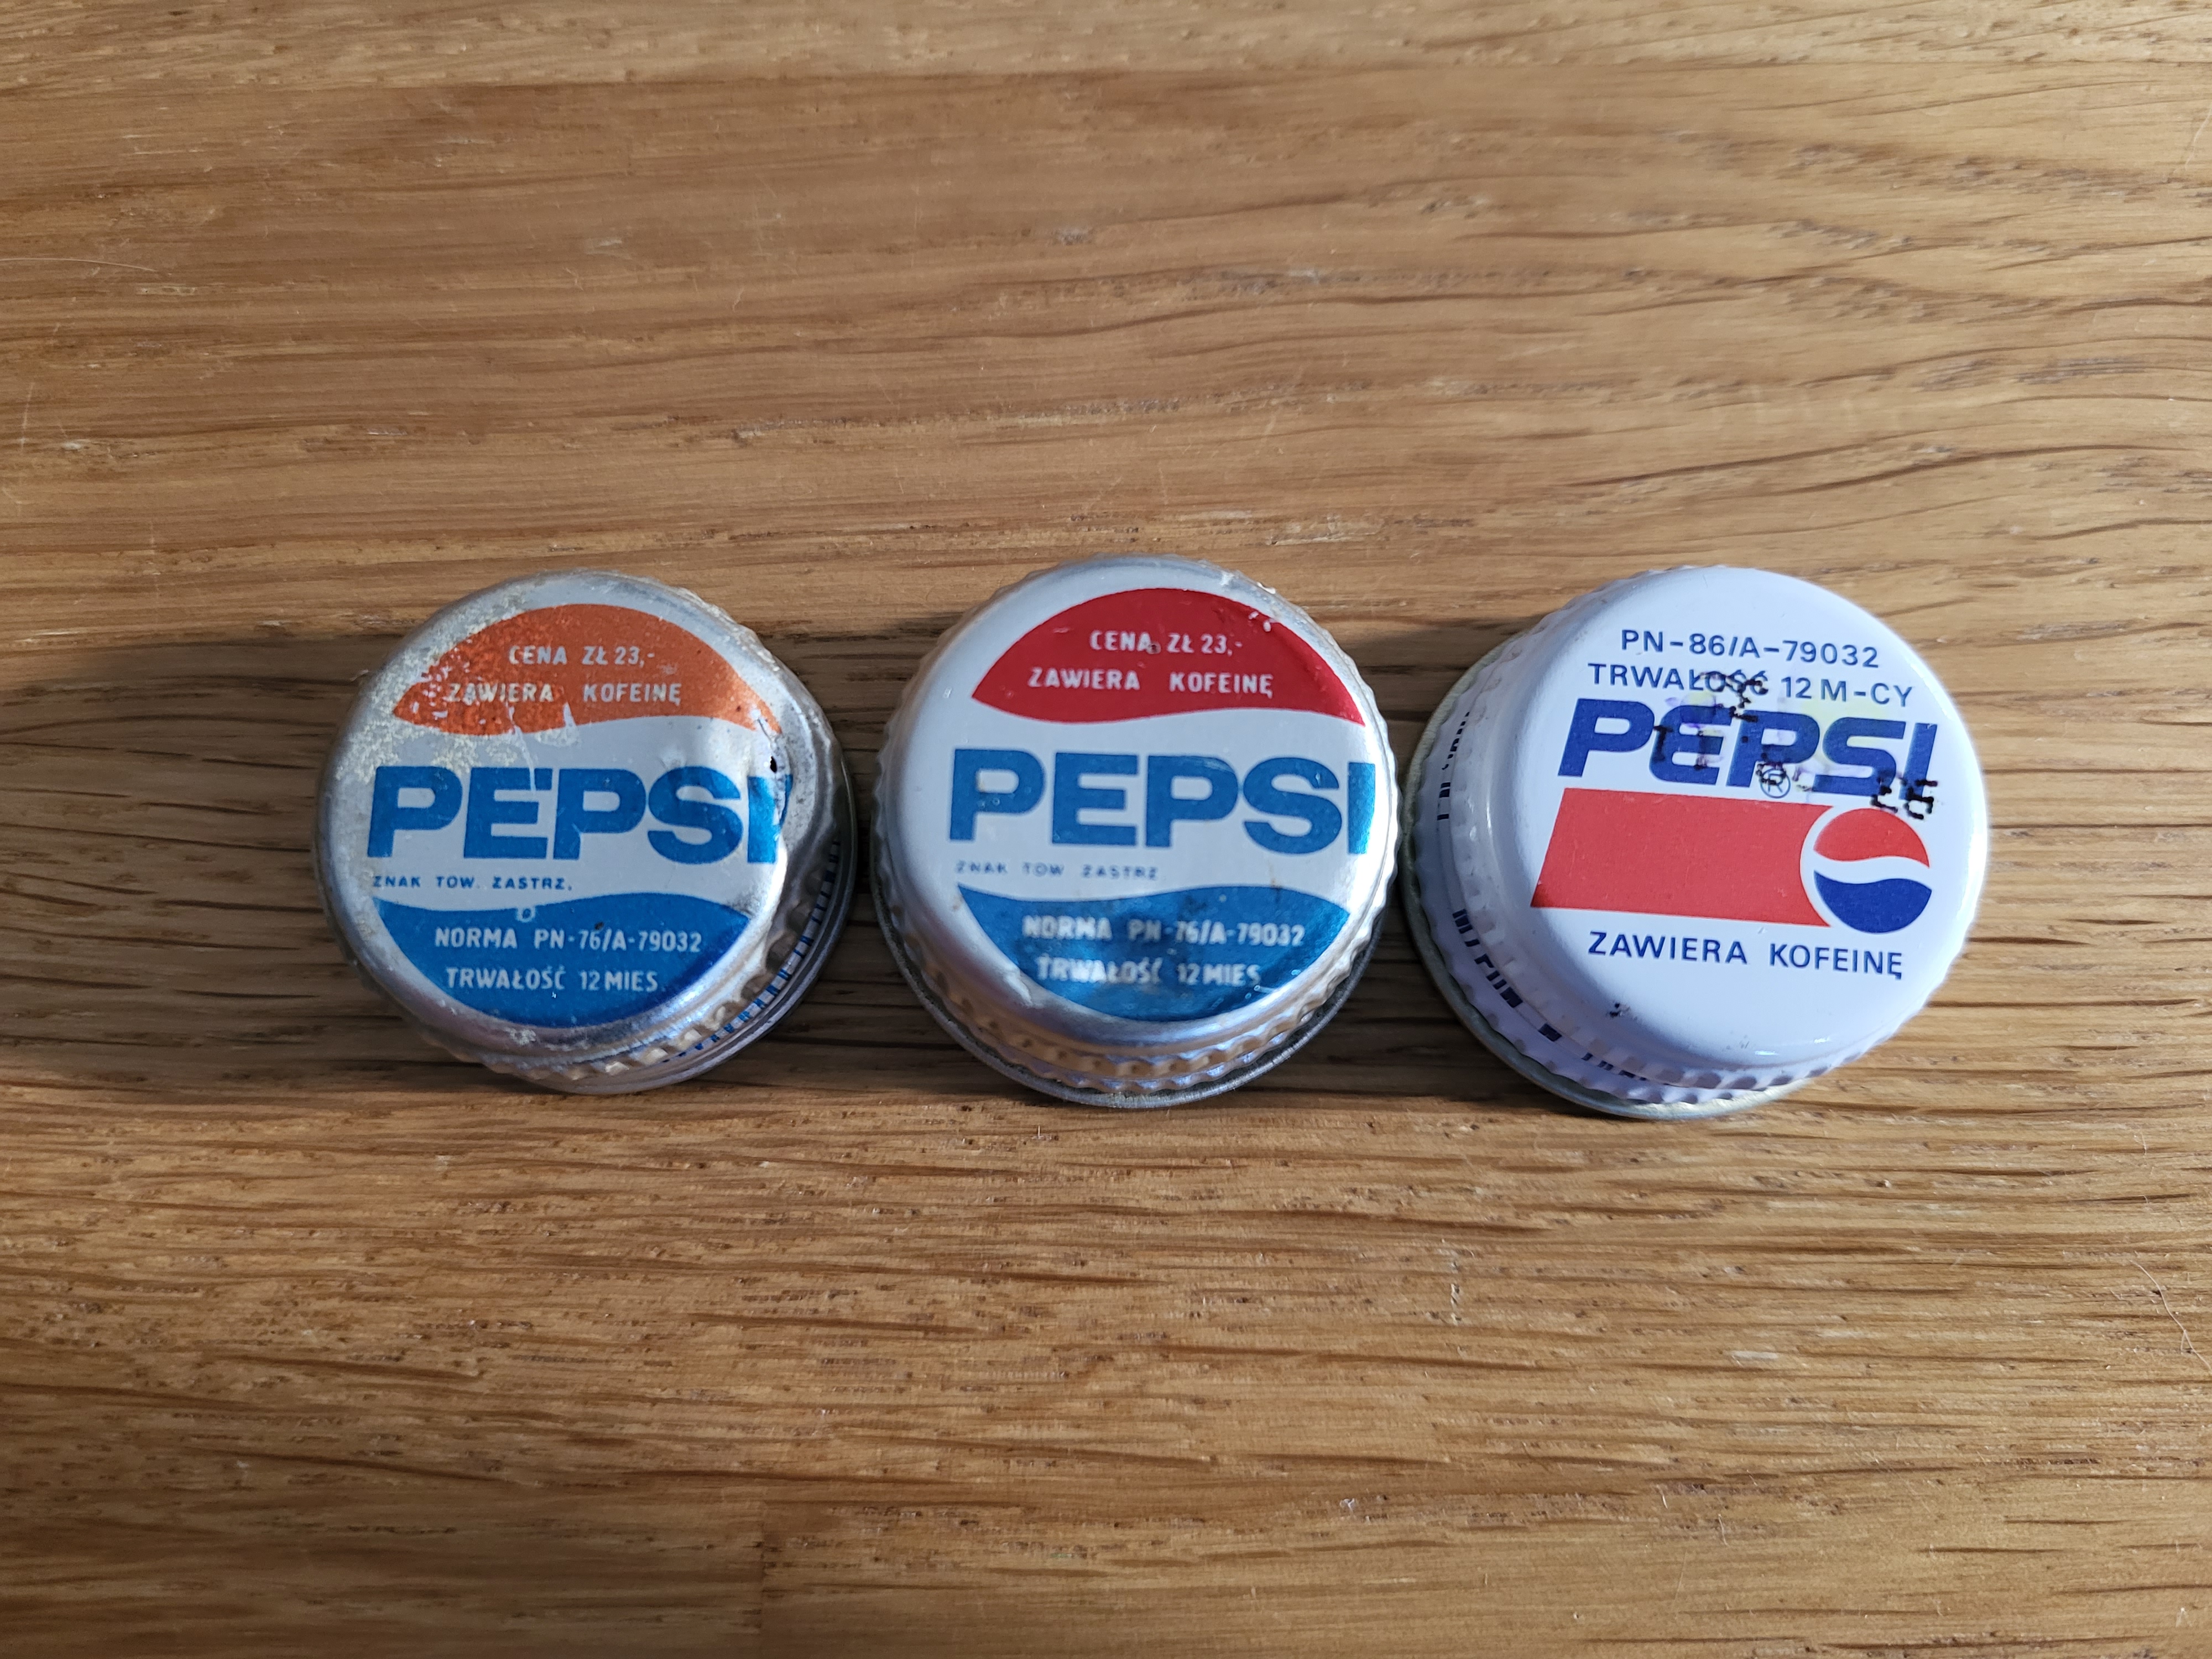 CENA ZŁ 23,-
ZAWIERA KOFEINĘ
PEPSI
ZNAK TOW. ZASTRZ.
NORMA PN-76/A-79032
TRWAŁOŚĆ 12 MIES.
CENA ZŁ 23,-
ZAWIERA KOFEINĘ
PEPSI
ZNAK TOW ZASTRZ
NORMA PN-76/A-79032
TRWAŁOŚĆ 12 MIES.
PN-86/A-79032
TRWAŁOŚĆ 12 M-CY
PEPSI
®
ZAWIERA KOFEINĘ